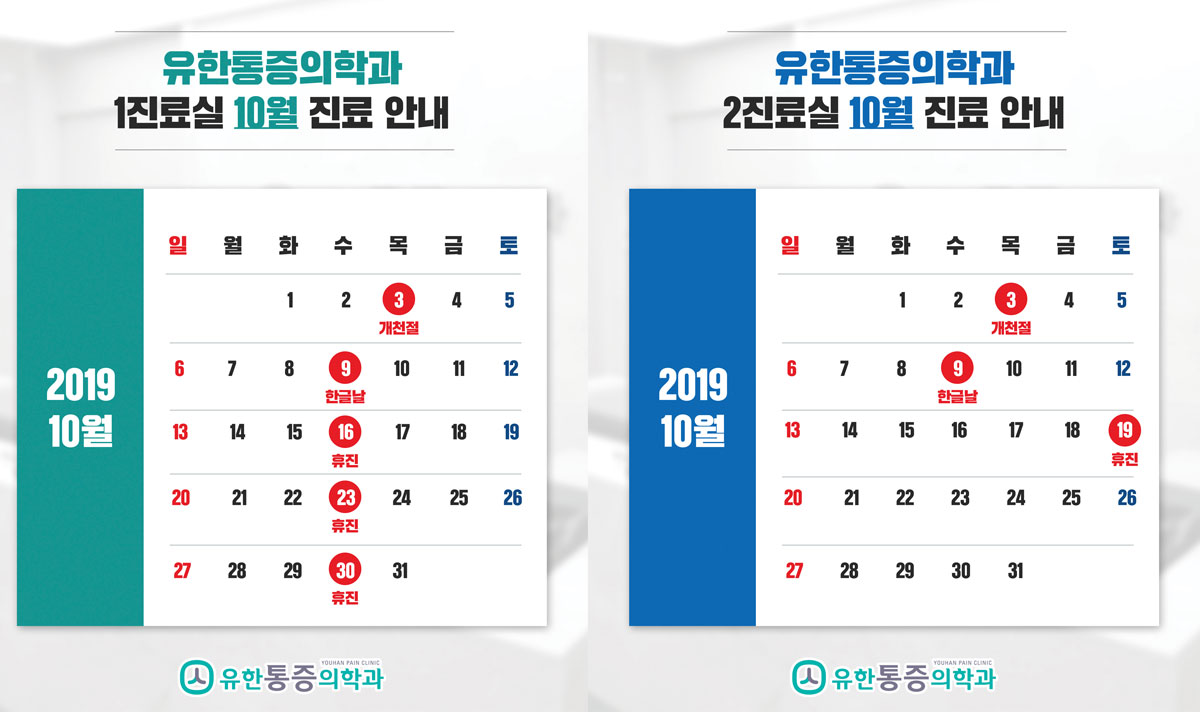 유한통증의학과
1진료실 10월 진료 안내
2019
10월
일 월 화 수 목 금 토
1 2 3 4 5
개천절
6 7 8 9 10 11 12
한글날
13 14 15 16 17 18 19
휴진
20 21 22 23 24 25 26
휴진
27 28 29 30 31
휴진
YOUHAN PAIN CLINIC
유한통증의학과
유한통증의학과
2진료실 10월 진료 안내
2019
10월
일 월 화 수 목 금 토
1 2 3 4 5
개천절
6 7 8 9 10 11 12
한글날
13 14 15 16 17 18 19
휴진
20 21 22 23 24 25 26
27 28 29 30 31
YOUHAN PAIN CLINIC
유한통증의학과